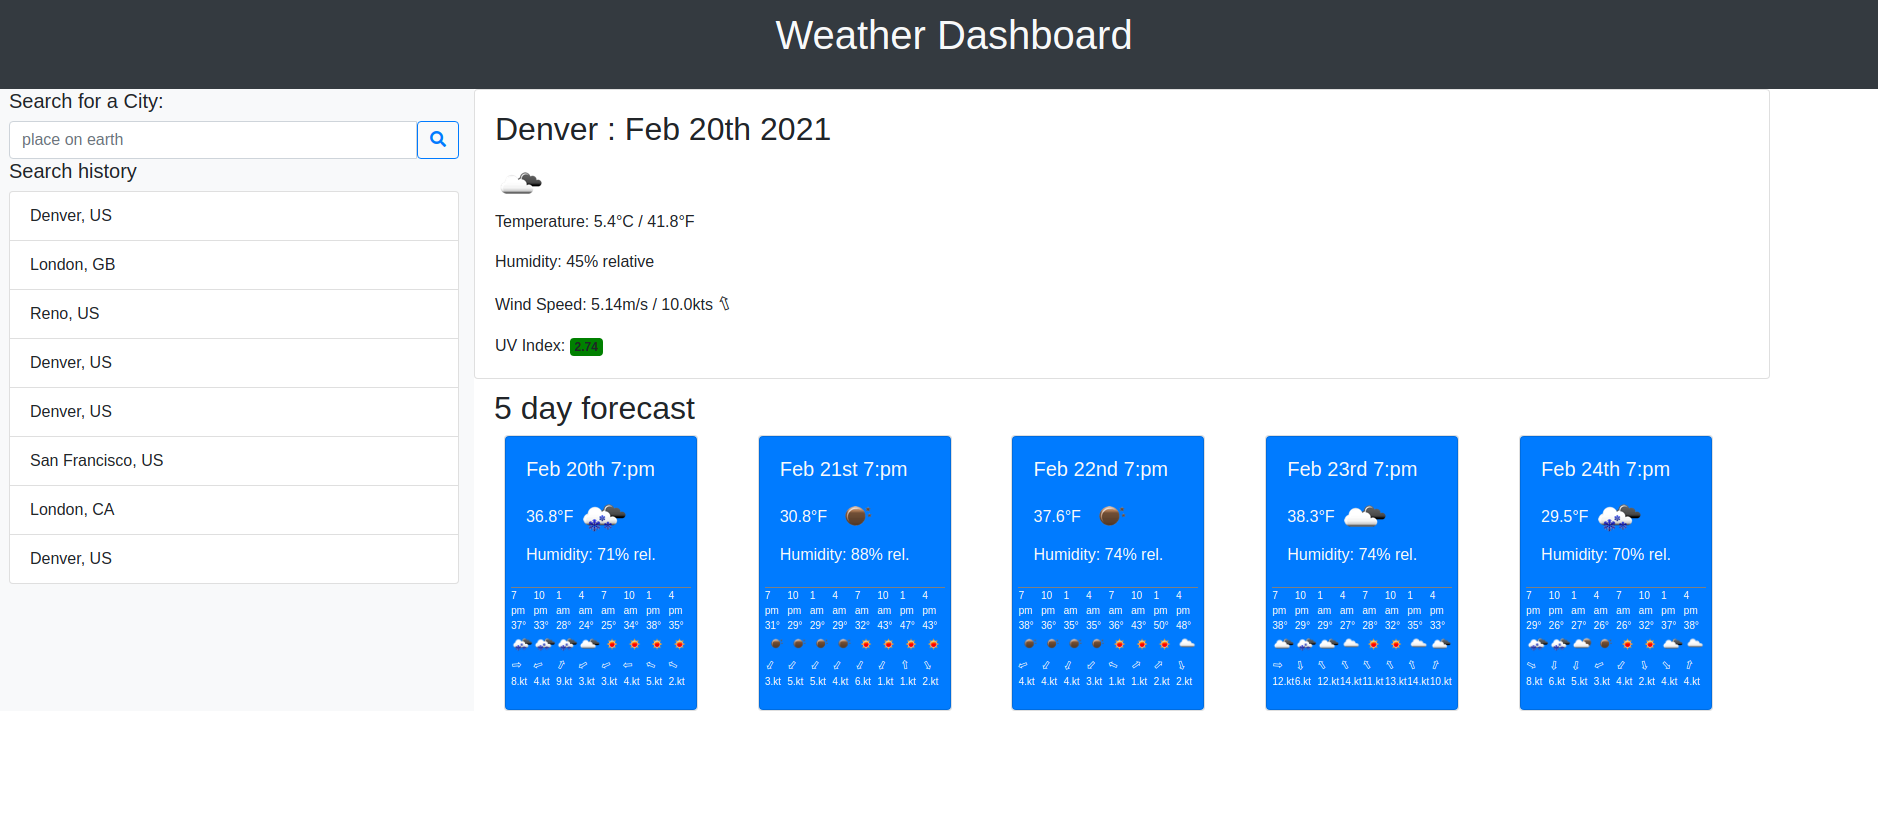 Weather Dashboard
Search for a City:
place on earth
Search history
Denver, US
London, GB
Reno, US
Denver, US
Denver, US
San Francisco, US
London, CA
Denver, US
Denver : Feb 20th 2021
Temperature: 5.4°C / 41.8°F
Humidity: 45% relative
Wind Speed: 5.14m/s / 10.0kts
UV Index: 2.74
5 day forecast
Feb 20th 7:pm
36.8°F
Humidity: 71% rel.
7 10 1 4 7 10 1 4
pm pm am am am am pm pm
37° 33° 28° 24° 25° 34° 38° 35°
8.kt 4.kt 9.kt 3.kt 3.kt 4.kt 5.kt 2.kt
Feb 21st 7:pm
30.8°F
Humidity: 88% rel.
7 10 1 4 7 10 1 4
pm pm am am am am pm pm
31° 29° 29° 29° 32° 43° 47° 43°
3.kt 5.kt 5.kt 4.kt 6.kt 1.kt 1.kt 2.kt
Feb 22nd 7:pm
37.6°F
Humidity: 74% rel.
7 10 1 4 7 10 1 4
pm pm am am am am pm pm
38° 36° 35° 35° 36° 43° 50° 48°
4.kt 4.kt 4.kt 3.kt 1.kt 1.kt 2.kt 2.kt
Feb 23rd 7:pm
38.3°F
Humidity: 74% rel.
7 10 1 4 7 10 1 4
pm pm am am am am pm pm
38° 29° 29° 27° 28° 32° 35° 33°
12.kt 6.kt 12.kt 14.kt 11.kt 13.kt 14.kt 10.kt
Feb 24th 7:pm
29.5°F
Humidity: 70% rel.
7 10 1 4 7 10 1 4
pm pm am am am am pm pm
29° 26° 27° 26° 26° 32° 37° 38°
8.kt 6.kt 5.kt 3.kt 4.kt 2.kt 4.kt 4.kt